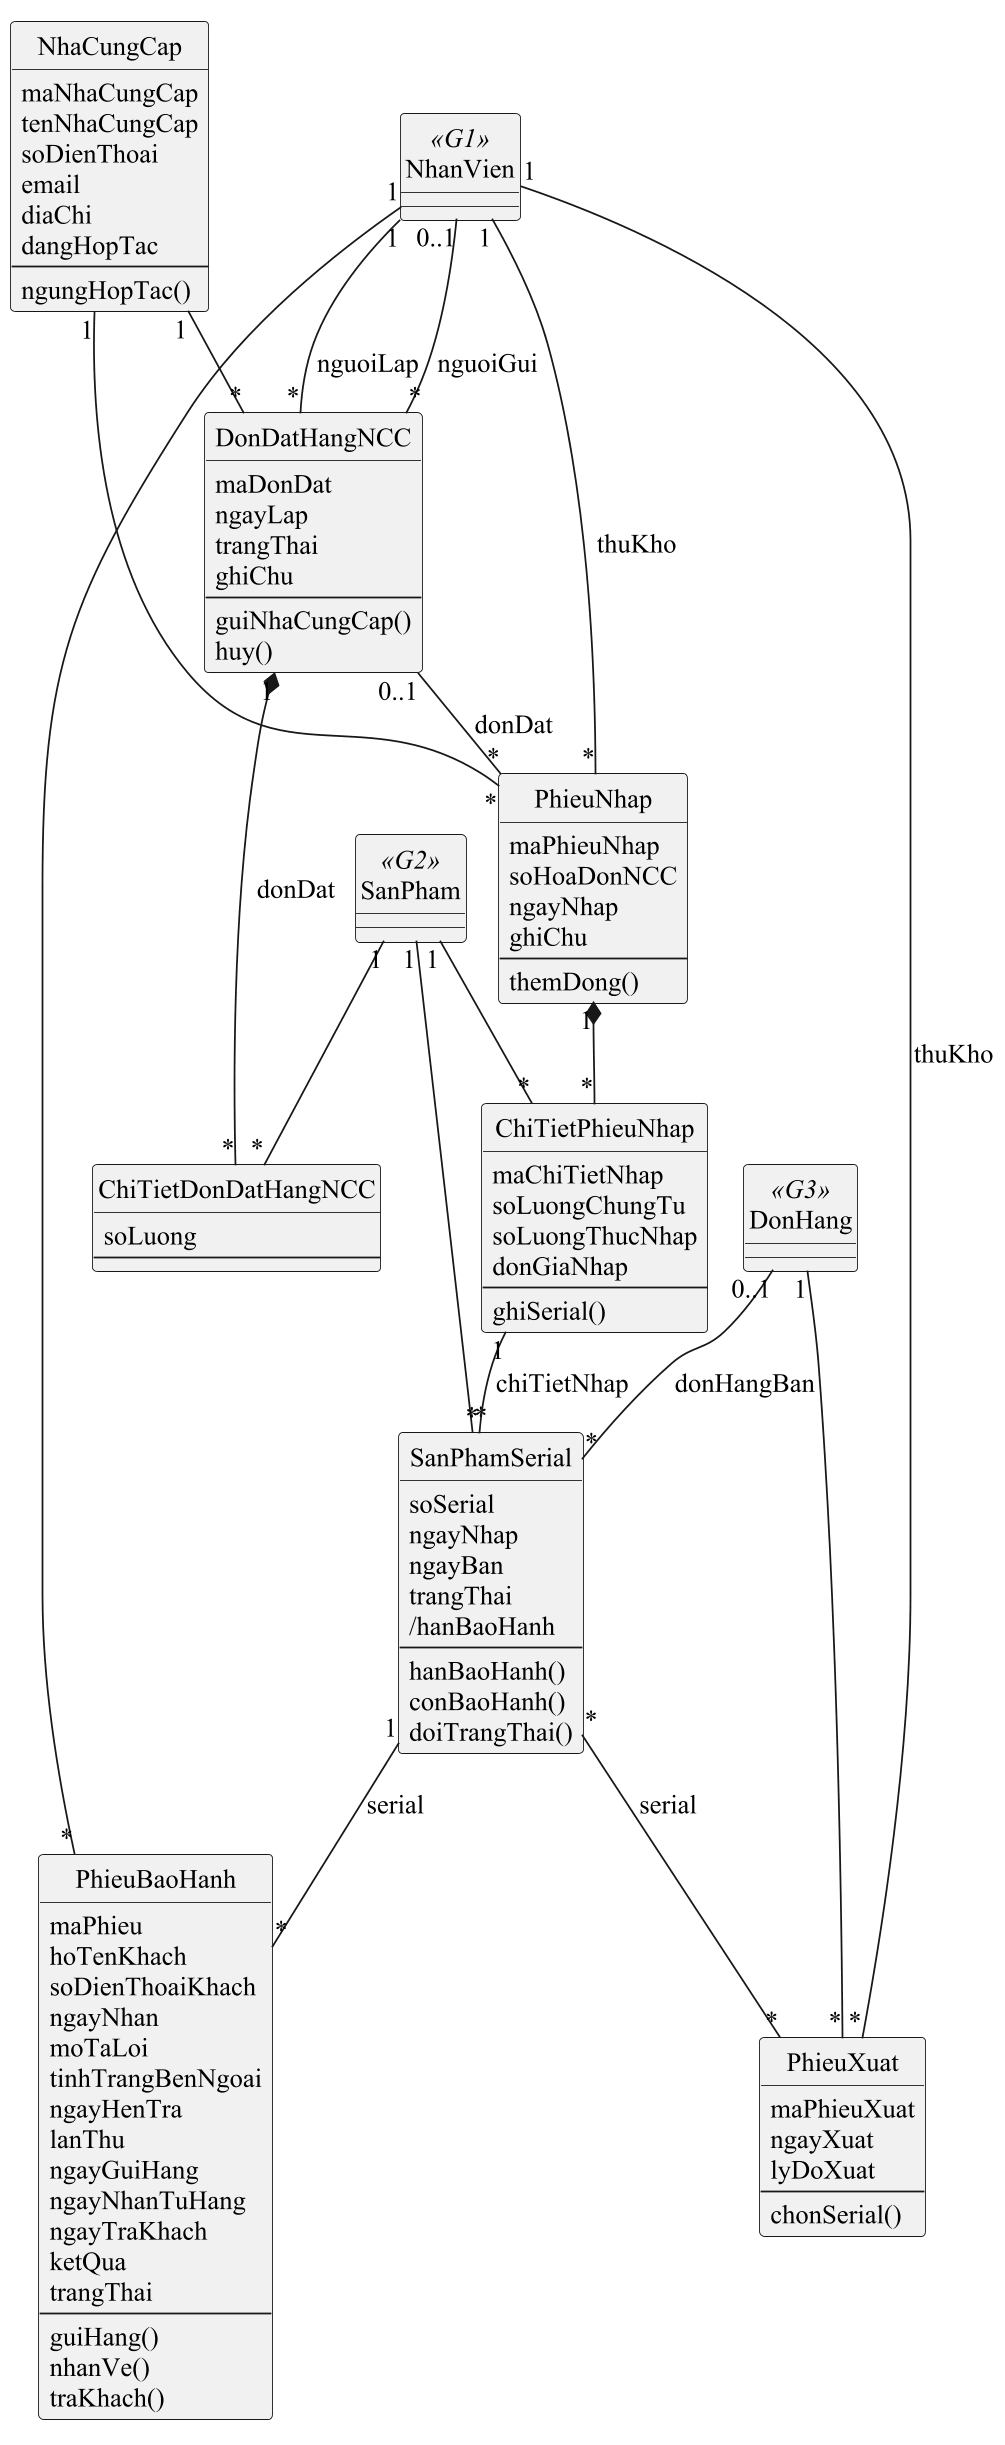 NhaCungCap
maNhaCungCap
tenNhaCungCap
soDienThoai
email
diaChi
dangHopTac
ngungHopTac()
«G1»
NhanVien
1
1
1
0..1
1
1
1
nguoiLap
nguoiGui
*
*
*
DonDatHangNCC
maDonDat
ngayLap
trangThai
ghiChu
guiNhaCungCap()
huy()
thuKho
1
0..1
donDat
*
*
*
PhieuNhap
maPhieuNhap
soHoaDonNCC
ngayNhap
ghiChu
themDong()
«G2»
SanPham
donDat
1
1
1
1
thuKho
*
*
*
*
ChiTietDonDatHangNCC
soLuong
ChiTietPhieuNhap
maChiTietNhap
soLuongChungTu
soLuongThucNhap
donGiaNhap
ghiSerial()
«G3»
DonHang
0..1
1
1
chiTietNhap
donHangBan
*
*
*
SanPhamSerial
soSerial
ngayNhap
ngayBan
trangThai
/hanBaoHanh
hanBaoHanh()
conBaoHanh()
doiTrangThai()
1
*
serial
serial
*
*
PhieuBaoHanh
maPhieu
hoTenKhach
soDienThoaiKhach
ngayNhan
moTaLoi
tinhTrangBenNgoai
ngayHenTra
lanThu
ngayGuiHang
ngayNhanTuHang
ngayTraKhach
ketQua
trangThai
guiHang()
nhanVe()
traKhach()
*
*
*
PhieuXuat
maPhieuXuat
ngayXuat
lyDoXuat
chonSerial()